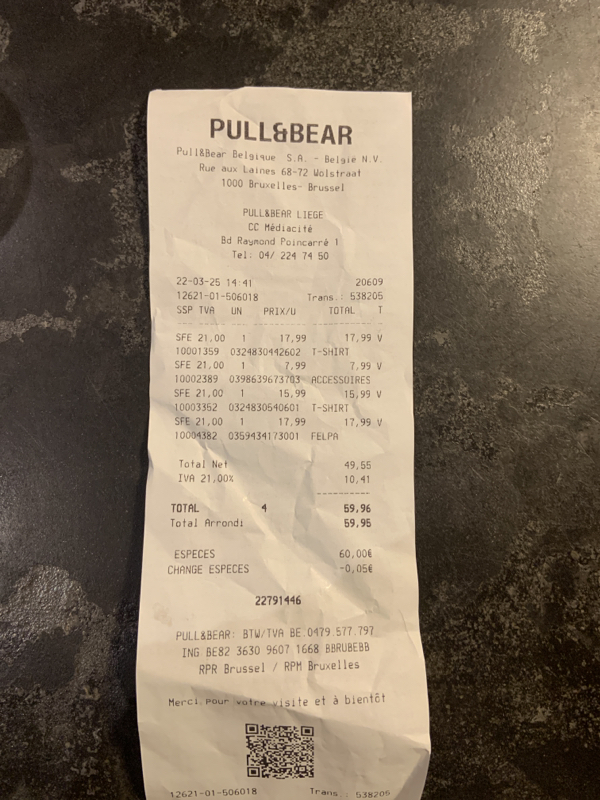 PULL&BEAR
Pull&Bear Belgique S.A. - België N.V.
Rue aux Laines 68-72 Wolstraat
1000 Bruxelles- Brussel
PULL&BEAR LIEGE
CC Médiacité
Bd Raymond Poincarré 1
Tel: 04/ 224 74 50
22-03-25 14:41 20609
12621-01-506018 Trans.: 538205
SSP TVA UN PRIX/U TOTAL T
SFE 21,00 1 17,99 17,99 V
10001359 0324830442602 T-SHIRT
SFE 21,00 1 7,99 7,99 V
10002389 0398639673703 ACCESSOIRES
SFE 21,00 1 15,99 15,99 V
10003352 0324830540601 T-SHIRT
SFE 21,00 1 17,99 17,99 V
10004382 0359434173001 FELPA
Total Net 49,55
IVA 21,00% 10,41
TOTAL 4 59,96
Total Arrondi 59,95
ESPECES 60,00€
CHANGE ESPECES -0,05€
22791446
PULL&BEAR: BTW/TVA BE.0479.577.797
ING BE82 3630 9607 1668 BBRUBEBB
RPR Brussel / RPM Bruxelles
Merci pour votre visite et à bientôt
12621-01-506018 Trans.: 538205